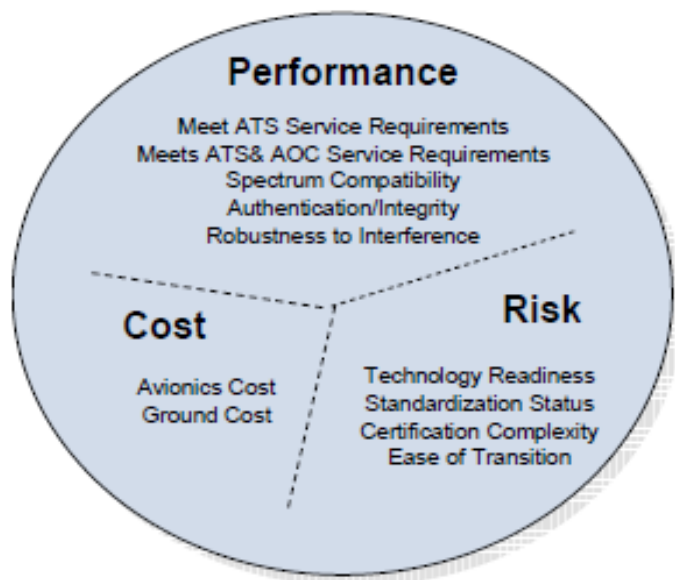 Performance
Meet ATS Service Requirements
Meets ATS& AOC Service Requirements
Spectrum Compatibility
Authentication/Integrity
Robustness to Interference
Cost
Avionics Cost
Ground Cost
Risk
Technology Readiness
Standardization Status
Certification Complexity
Ease of Transition